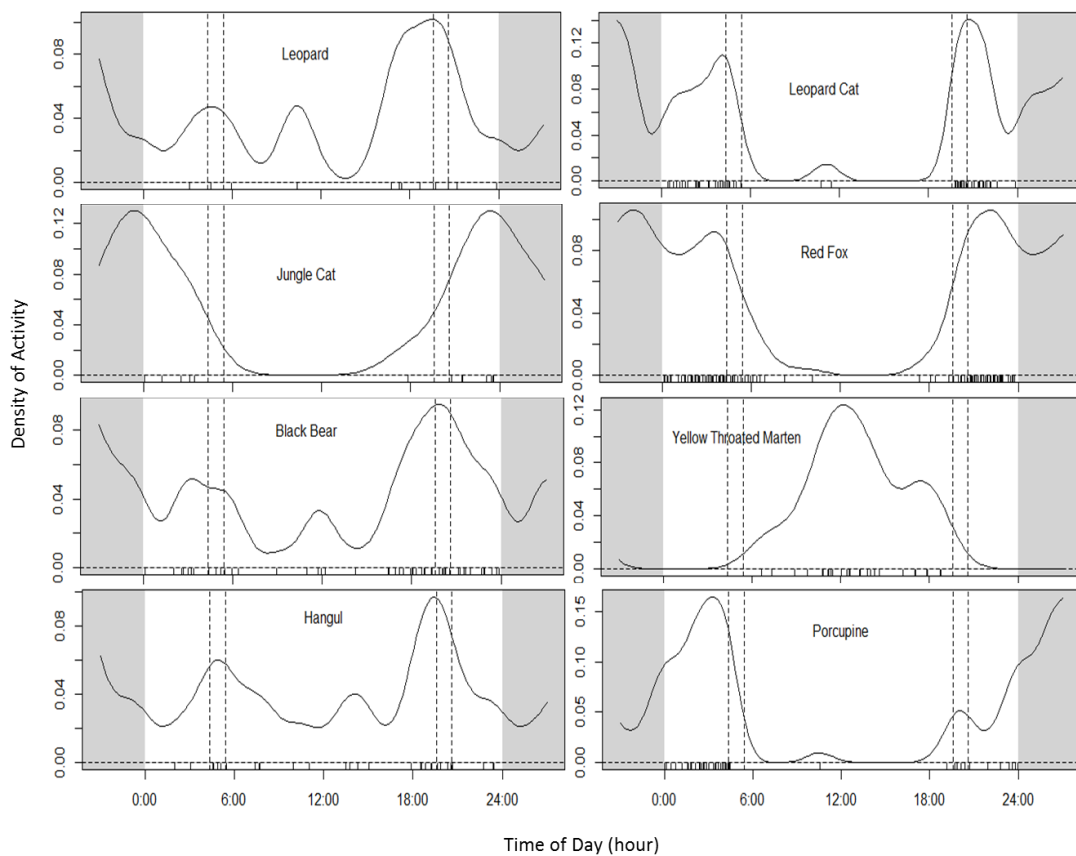 Density of Activity
0.00 0.04 0.08
Leopard
0.00 0.04 0.08 0.12
Leopard Cat
0.00 0.04 0.08 0.12
Jungle Cat
0.00 0.04 0.08
Red Fox
0.00 0.04 0.08
Black Bear
0.00 0.04 0.08 0.12
Yellow Throated Marten
0.00 0.04 0.08
Hangul
0.00 0.05 0.10 0.15
Porcupine
0:00 6:00 12:00 18:00 24:00
0:00 6:00 12:00 18:00 24:00
Time of Day (hour)